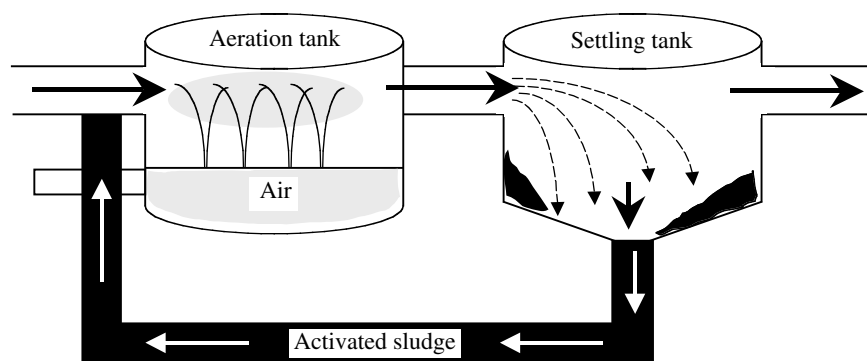 Aeration tank
Settling tank
Air
Activated sludge